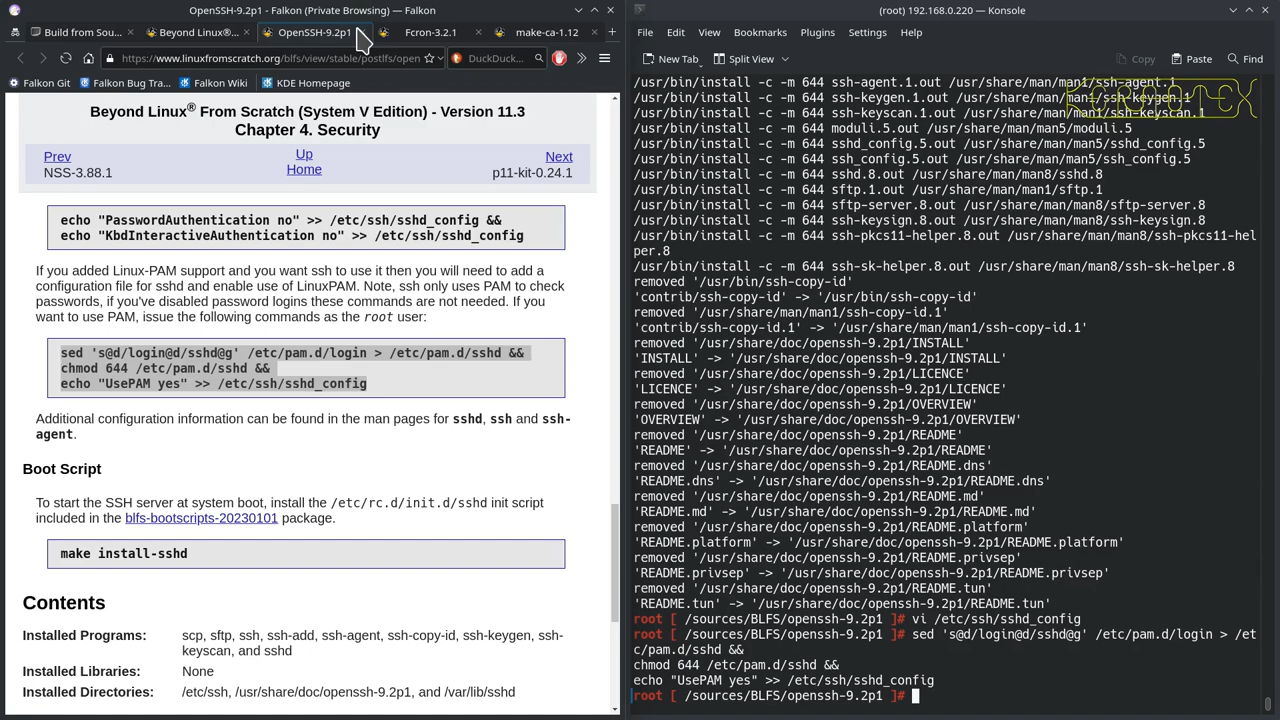 OpenSSH-9.2p1 - Falkon (Private Browsing) — Falkon
Build from Sou...
Beyond Linux®...
OpenSSH-9.2p1
Fcron-3.2.1
make-ca-1.12
https://www.linuxfromscratch.org/blfs/view/stable/postlfs/open
DuckDuck...
Falkon Git
Falkon Bug Tra...
Falkon Wiki
KDE Homepage
Beyond Linux® From Scratch (System V Edition) - Version 11.3
Chapter 4. Security
Prev
Up
Next
NSS-3.88.1
Home
p11-kit-0.24.1
echo "PasswordAuthentication no" >> /etc/ssh/sshd_config &&
echo "KbdInteractiveAuthentication no" >> /etc/ssh/sshd_config
If you added Linux-PAM support and you want ssh to use it then you will need to add a
configuration file for sshd and enable use of LinuxPAM. Note, ssh only uses PAM to check
passwords, if you've disabled password logins these commands are not needed. If you
want to use PAM, issue the following commands as the root user:
sed 's@d/login@d/sshd@g' /etc/pam.d/login > /etc/pam.d/sshd &&
chmod 644 /etc/pam.d/sshd &&
echo "UsePAM yes" >> /etc/ssh/sshd_config
Additional configuration information can be found in the man pages for sshd, ssh and ssh-
agent.
Boot Script
To start the SSH server at system boot, install the /etc/rc.d/init.d/sshd init script
included in the blfs-bootscripts-20230101 package.
make install-sshd
Contents
Installed Programs: scp, sftp, ssh, ssh-add, ssh-agent, ssh-copy-id, ssh-keygen, ssh-
keyscan, and sshd
Installed Libraries: None
Installed Directories: /etc/ssh, /usr/share/doc/openssh-9.2p1, and /var/lib/sshd
(root) 192.168.0.220 — Konsole
File Edit View Bookmarks Plugins Settings Help
New Tab
Split View
Copy
Paste
Find
/usr/bin/install -c -m 644 ssh-agent.1.out /usr/share/man/man1/ssh-agent.1
/usr/bin/install -c -m 644 ssh-keygen.1.out /usr/share/man/man1/ssh-keygen.1
/usr/bin/install -c -m 644 ssh-keyscan.1.out /usr/share/man/man1/ssh-keyscan.1
/usr/bin/install -c -m 644 moduli.5.out /usr/share/man/man5/moduli.5
/usr/bin/install -c -m 644 sshd_config.5.out /usr/share/man/man5/sshd_config.5
/usr/bin/install -c -m 644 ssh_config.5.out /usr/share/man/man5/ssh_config.5
/usr/bin/install -c -m 644 sshd.8.out /usr/share/man/man8/sshd.8
/usr/bin/install -c -m 644 sftp.1.out /usr/share/man/man1/sftp.1
/usr/bin/install -c -m 644 sftp-server.8.out /usr/share/man/man8/sftp-server.8
/usr/bin/install -c -m 644 ssh-keysign.8.out /usr/share/man/man8/ssh-keysign.8
/usr/bin/install -c -m 644 ssh-pkcs11-helper.8.out /usr/share/man/man8/ssh-pkcs11-hel
per.8
/usr/bin/install -c -m 644 ssh-sk-helper.8.out /usr/share/man/man8/ssh-sk-helper.8
removed '/usr/bin/ssh-copy-id'
'contrib/ssh-copy-id' -> '/usr/bin/ssh-copy-id'
removed '/usr/share/man/man1/ssh-copy-id.1'
'contrib/ssh-copy-id.1' -> '/usr/share/man/man1/ssh-copy-id.1'
removed '/usr/share/doc/openssh-9.2p1/INSTALL'
'INSTALL' -> '/usr/share/doc/openssh-9.2p1/INSTALL'
removed '/usr/share/doc/openssh-9.2p1/LICENCE'
'LICENCE' -> '/usr/share/doc/openssh-9.2p1/LICENCE'
removed '/usr/share/doc/openssh-9.2p1/OVERVIEW'
'OVERVIEW' -> '/usr/share/doc/openssh-9.2p1/OVERVIEW'
removed '/usr/share/doc/openssh-9.2p1/README'
'README' -> '/usr/share/doc/openssh-9.2p1/README'
removed '/usr/share/doc/openssh-9.2p1/README.dns'
'README.dns' -> '/usr/share/doc/openssh-9.2p1/README.dns'
removed '/usr/share/doc/openssh-9.2p1/README.md'
'README.md' -> '/usr/share/doc/openssh-9.2p1/README.md'
removed '/usr/share/doc/openssh-9.2p1/README.platform'
'README.platform' -> '/usr/share/doc/openssh-9.2p1/README.platform'
removed '/usr/share/doc/openssh-9.2p1/README.privsep'
'README.privsep' -> '/usr/share/doc/openssh-9.2p1/README.privsep'
removed '/usr/share/doc/openssh-9.2p1/README.tun'
'README.tun' -> '/usr/share/doc/openssh-9.2p1/README.tun'
root [ /sources/BLFS/openssh-9.2p1 ]# vi /etc/ssh/sshd_config
root [ /sources/BLFS/openssh-9.2p1 ]# sed 's@d/login@d/sshd@g' /etc/pam.d/login > /et
c/pam.d/sshd &&
chmod 644 /etc/pam.d/sshd &&
echo "UsePAM yes" >> /etc/ssh/sshd_config
root [ /sources/BLFS/openssh-9.2p1 ]#